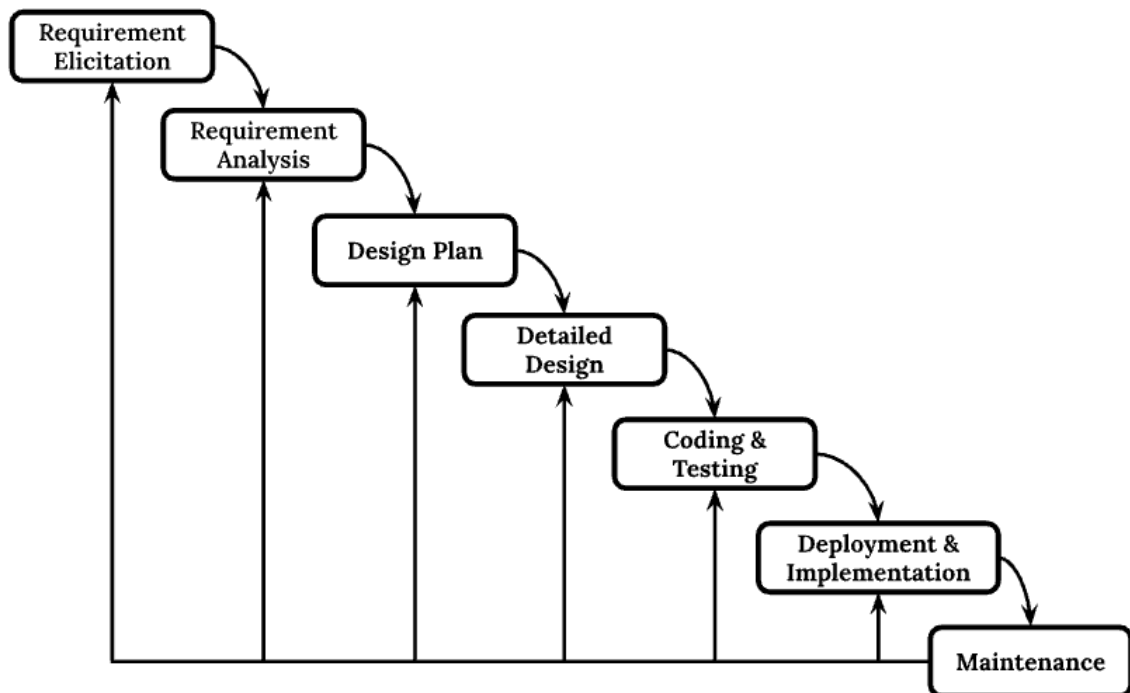 Requirement
Elicitation
Requirement
Analysis
Design Plan
Detailed
Design
Coding &
Testing
Deployment &
Implementation
Maintenance